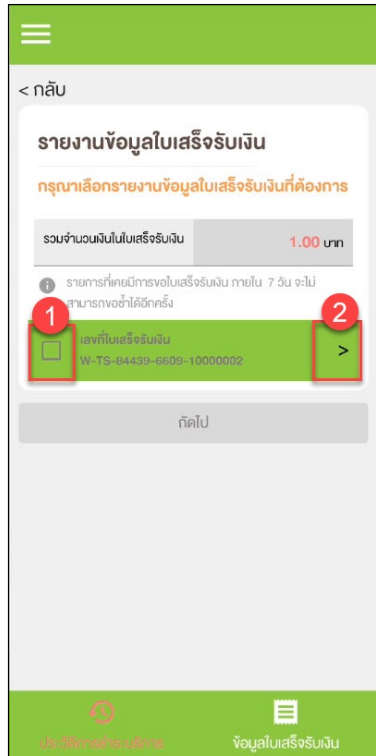 < กลับ
รายงานข้อมูลใบเสร็จรับเงิน
กรุณาเลือกรายงานข้อมูลใบเสร็จรับเงินที่ต้องการ
รวมจำนวนเงินในใบเสร็จรับเงิน 1.00 บาท
รายการที่เคยมีการขอใบเสร็จรับเงิน ภายใน 7 วัน จะไม่
สามารถขอซ้ำได้อีกครั้ง
1 2
เลขที่ใบเสร็จรับเงิน
W-TS-84439-6609-10000002 >
ถัดไป
ประวัติการชำระบริการ ข้อมูลใบเสร็จรับเงิน